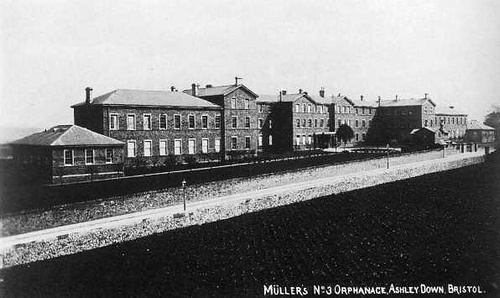 MÜLLER'S Nº3 ORPHANAGE, ASHLEY DOWN, BRISTOL.